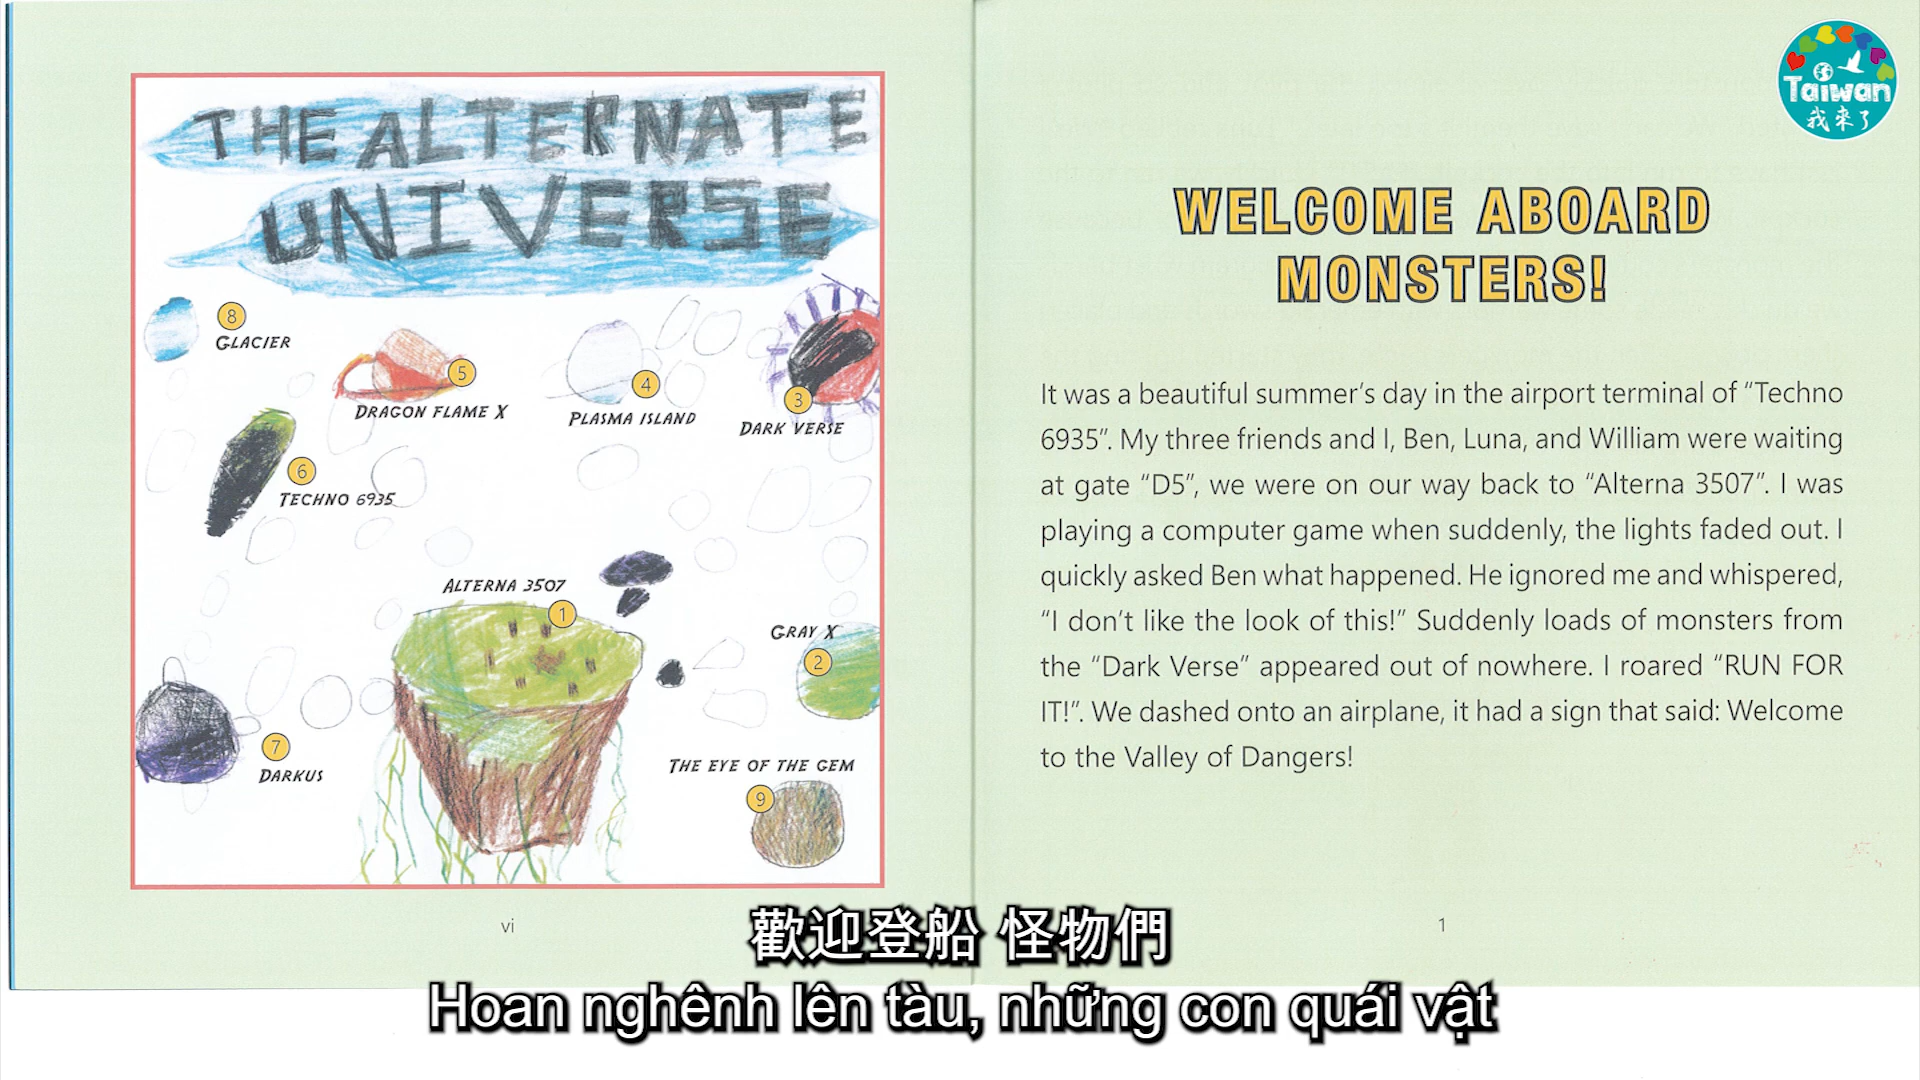 THE ALTERNATE
UNIVERSE
8
GLACIER
5
DRAGON FLAME X
4
PLASMA ISLAND
3
DARK VERSE
6
TECHNO 6935
ALTERNA 3507
1
GRAY X
2
7
DARKUS
THE EYE OF THE GEM
9
vi
Taiwan
我來了
WELCOME ABOARD
MONSTERS!
It was a beautiful summer's day in the airport terminal of "Techno
6935". My three friends and I, Ben, Luna, and William were waiting
at gate "D5", we were on our way back to "Alterna 3507". I was
playing a computer game when suddenly, the lights faded out. I
quickly asked Ben what happened. He ignored me and whispered,
"I don't like the look of this!" Suddenly loads of monsters from
the "Dark Verse" appeared out of nowhere. I roared "RUN FOR
IT!". We dashed onto an airplane, it had a sign that said: Welcome
to the Valley of Dangers!
1
歡迎登船 怪物們
Hoan nghênh lên tàu, những con quái vật